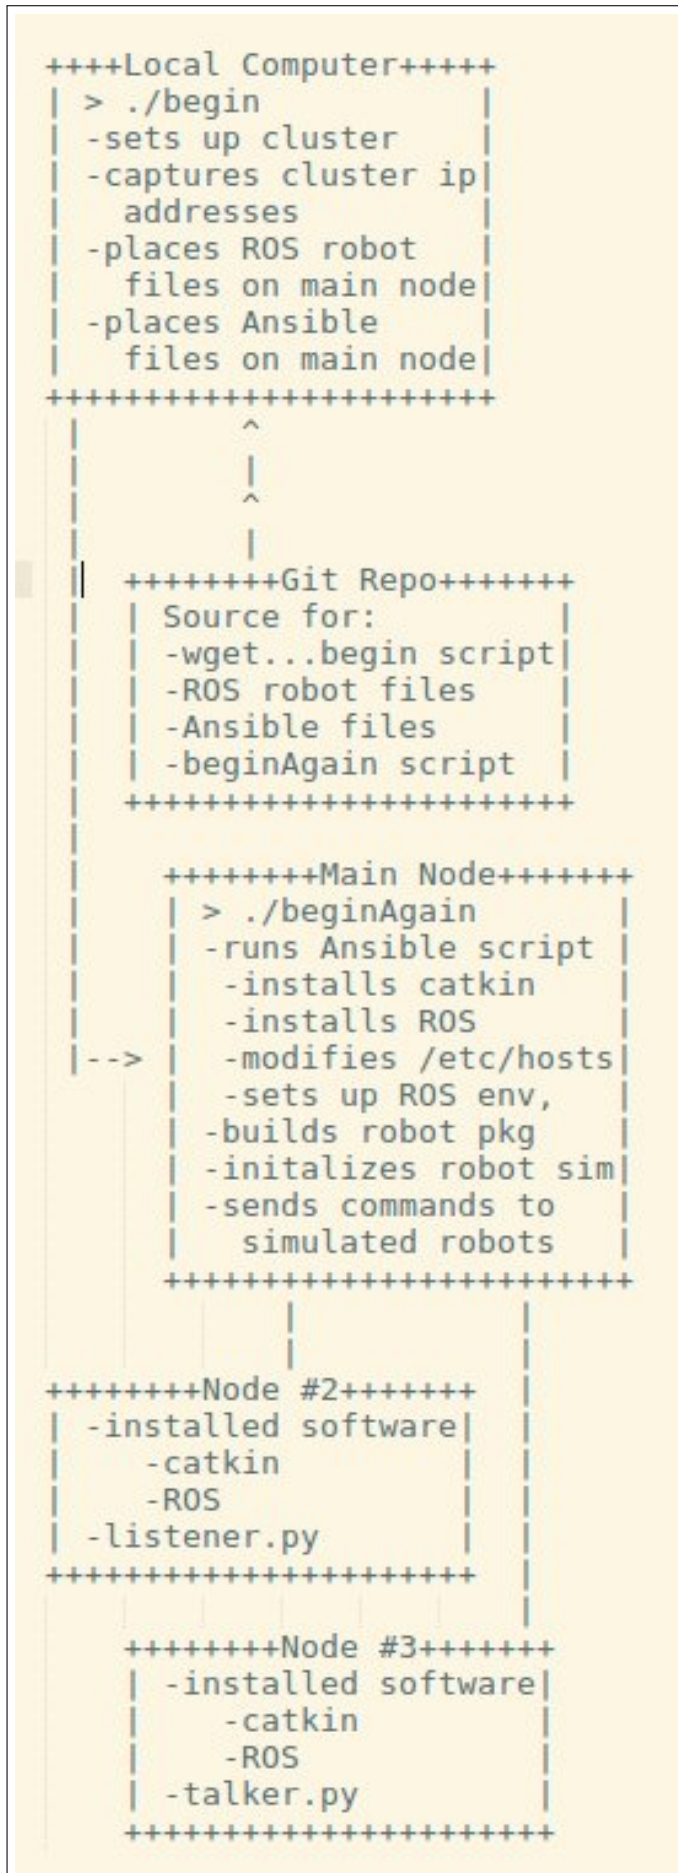 ++++Local Computer+++++
| > ./begin           |
| -sets up cluster    |
| -captures cluster ip|
|   addresses         |
| -places ROS robot   |
|   files on main node|
| -places Ansible     |
|   files on main node|
+++++++++++++++++++++++
 |        ^
 |        |
 |        ^
 |        |
 |  ++++++++Git Repo+++++++
 |  | Source for:         |
 |  | -wget...begin script|
 |  | -ROS robot files    |
 |  | -Ansible files      |
 |  | -beginAgain script  |
 |  +++++++++++++++++++++++
 |
 |    ++++++++Main Node+++++++
 |    | > ./beginAgain       |
 |    | -runs Ansible script |
 |    |  -installs catkin    |
 |    |  -installs ROS       |
 |--> |  -modifies /etc/hosts|
      |  -sets up ROS env,   |
      | -builds robot pkg    |
      | -initalizes robot sim|
      | -sends commands to   |
      |   simulated robots   |
      ++++++++++++++++++++++++
            |           |
            |           |
++++++++Node #2+++++++  |
| -installed software|  |
|    -catkin         |  |
|    -ROS            |  |
| -listener.py       |  |
++++++++++++++++++++++  |
                        |
    ++++++++Node #3+++++++
    | -installed software|
    |    -catkin         |
    |    -ROS            |
    | -talker.py         |
    ++++++++++++++++++++++